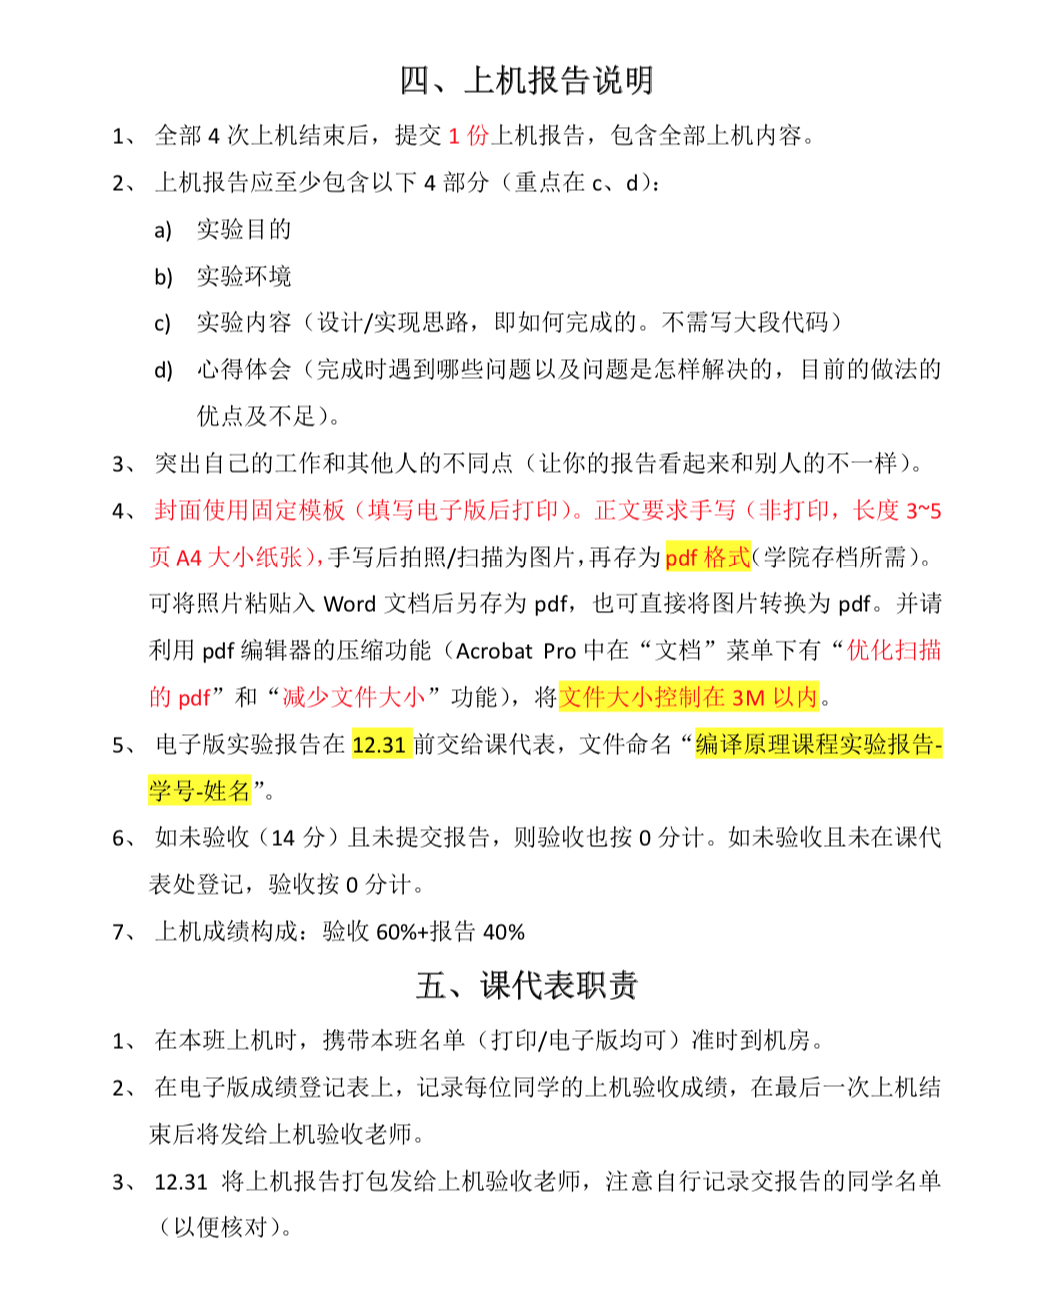 四、上机报告说明
1、 全部 4 次上机结束后，提交 1 份上机报告，包含全部上机内容。
2、 上机报告应至少包含以下 4 部分（重点在 c、d）：
a) 实验目的
b) 实验环境
c) 实验内容（设计/实现思路，即如何完成的。不需写大段代码）
d) 心得体会（完成时遇到哪些问题以及问题是怎样解决的，目前的做法的
优点及不足）。
3、 突出自己的工作和其他人的不同点（让你的报告看起来和别人的不一样）。
4、 封面使用固定模板（填写电子版后打印）。正文要求手写（非打印，长度 3~5
页 A4 大小纸张），手写后拍照/扫描为图片，再存为 pdf 格式（学院存档所需）。
可将照片粘贴入 Word 文档后另存为 pdf，也可直接将图片转换为 pdf。并请
利用 pdf 编辑器的压缩功能（Acrobat Pro 中在“文档”菜单下有“优化扫描
的 pdf”和“减少文件大小”功能），将文件大小控制在 3M 以内。
5、 电子版实验报告在 12.31 前交给课代表，文件命名“编译原理课程实验报告-
学号-姓名”。
6、 如未验收（14 分）且未提交报告，则验收也按 0 分计。如未验收且未在课代
表处登记，验收按 0 分计。
7、 上机成绩构成：验收 60%+报告 40%
五、课代表职责
1、 在本班上机时，携带本班名单（打印/电子版均可）准时到机房。
2、 在电子版成绩登记表上，记录每位同学的上机验收成绩，在最后一次上机结
束后将发给上机验收老师。
3、 12.31 将上机报告打包发给上机验收老师，注意自行记录交报告的同学名单
（以便核对）。